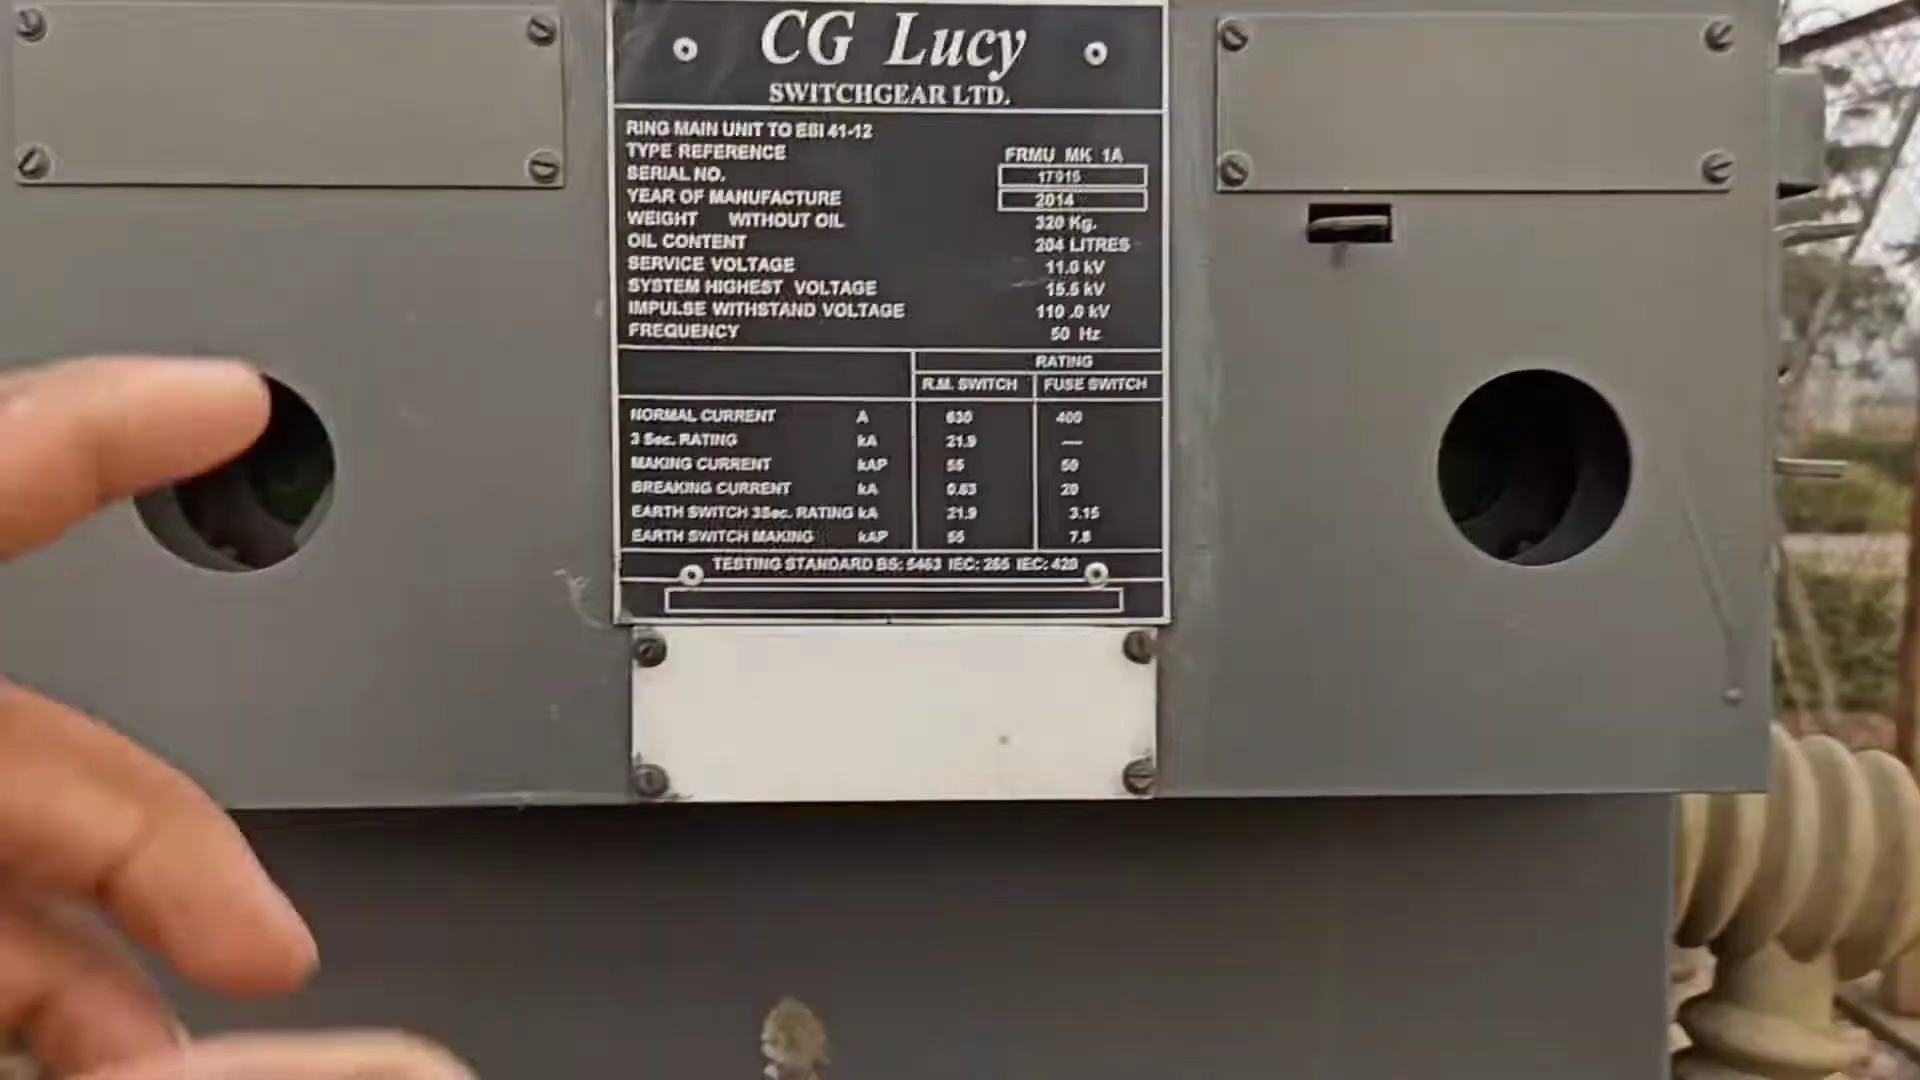 CG Lucy
SWITCHGEAR LTD.
RING MAIN UNIT TO ESI 41-12
TYPE REFERENCE FRMU MK 1A
SERIAL NO. 17915
YEAR OF MANUFACTURE 2014
WEIGHT WITHOUT OIL 320 Kg.
OIL CONTENT 204 LITRES
SERVICE VOLTAGE 11.0 kV
SYSTEM HIGHEST VOLTAGE 15.5 kV
IMPULSE WITHSTAND VOLTAGE 110 .0 kV
FREQUENCY 50 Hz
RATING
R.M. SWITCH FUSE SWITCH
NORMAL CURRENT A 630 400
3 Sec. RATING kA 21.9 —
MAKING CURRENT kAP 55 50
BREAKING CURRENT kA 0.63 20
EARTH SWITCH 3Sec. RATING kA 21.9 3.15
EARTH SWITCH MAKING kAP 55 7.8
TESTING STANDARD BS: 5463 IEC: 265 IEC: 420